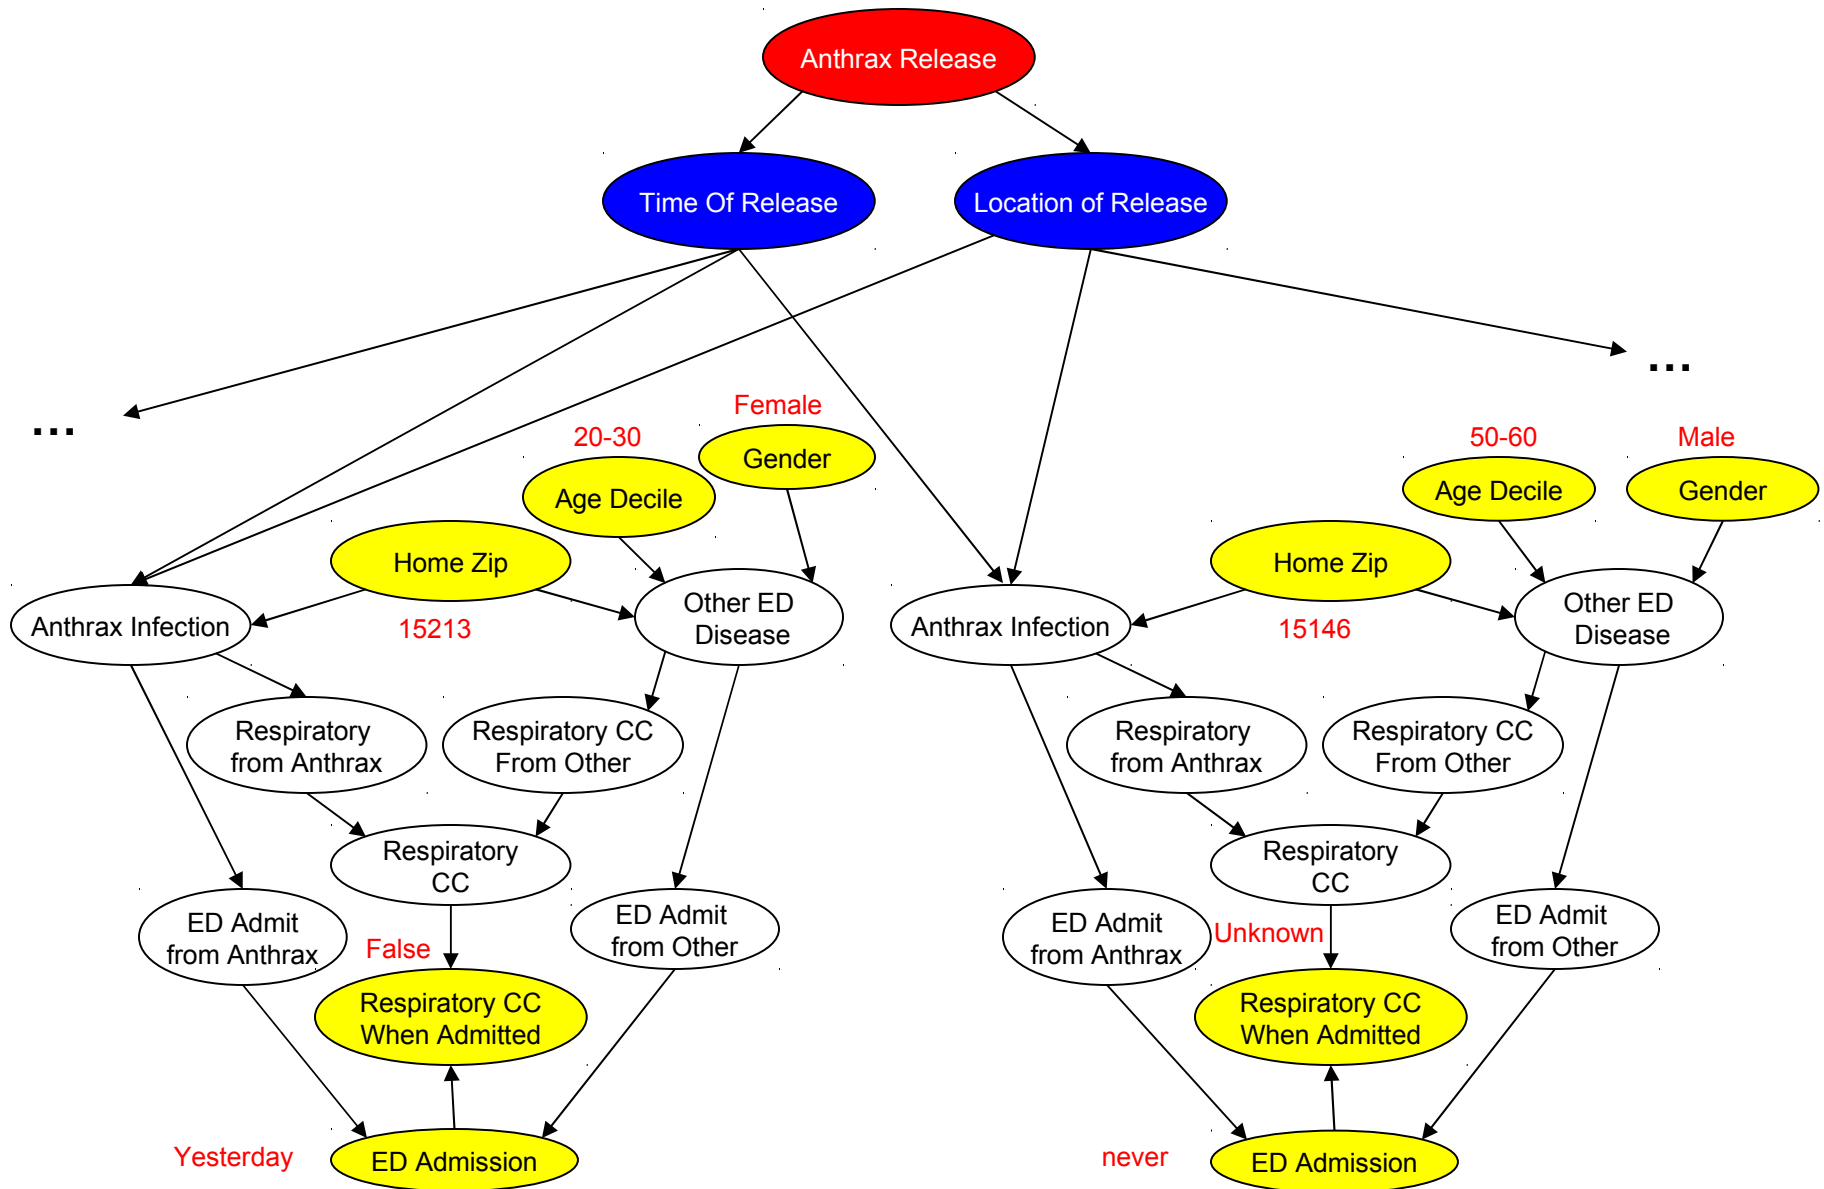 Anthrax Release
Time Of Release
Location of Release
...
...
Female
20-30
Gender
Age Decile
Home Zip
15213
Other ED
Disease
Anthrax Infection
Respiratory
from Anthrax
Respiratory CC
From Other
Respiratory
CC
ED Admit
from Anthrax
False
ED Admit
from Other
Respiratory CC
When Admitted
Yesterday
ED Admission
50-60
Male
Age Decile
Gender
Home Zip
15146
Other ED
Disease
Anthrax Infection
Respiratory
from Anthrax
Respiratory CC
From Other
Respiratory
CC
ED Admit
from Anthrax
Unknown
ED Admit
from Other
Respiratory CC
When Admitted
never
ED Admission